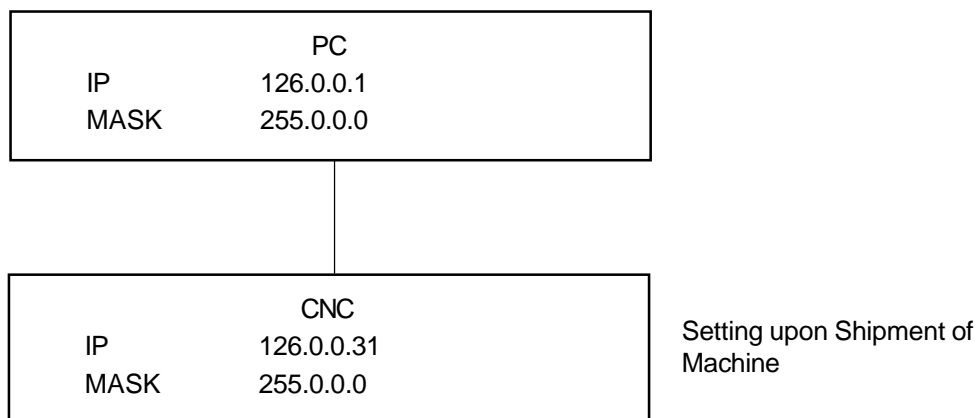 PC
IP 126.0.0.1
MASK 255.0.0.0
CNC
IP 126.0.0.31
MASK 255.0.0.0
Setting upon Shipment of
Machine